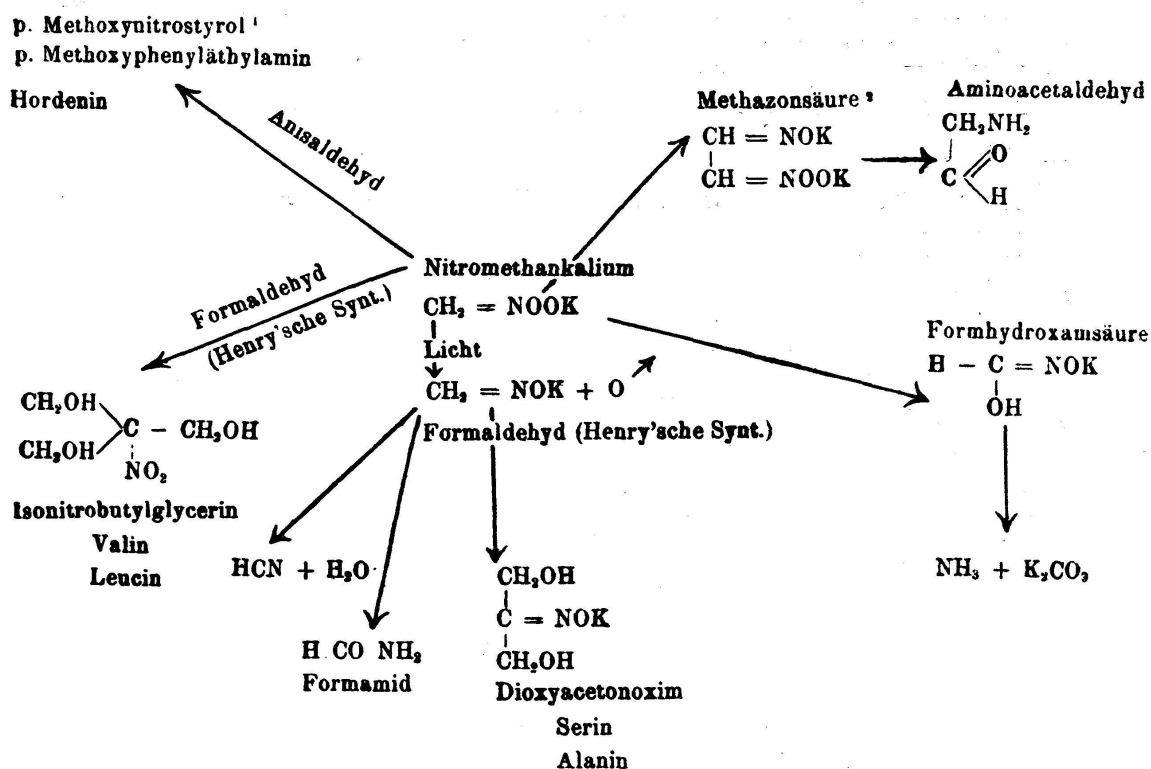 p. Methoxynitrostyrol ¹
p. Methoxyphenyläthylamin
Hordenin
Anisaldehyd
Methazonsäure ²
CH = NOK
CH = NOOK
Aminoacetaldehyd
CH₂NH₂
C
O
H
Nitromethankalium
CH₂ = NOOK
Licht
CH₂ = NOK + O
Formaldehyd (Henry'sche Synt.)
Formaldehyd
(Henry'sche Synt.)
CH₂OH
CH₂OH
C – CH₂OH
NO₂
Isonitrobutylglycerin
Valin
Leucin
Formhydroxamsäure
H – C = NOK
OH
NH₃ + K₂CO₃
HCN + H₂O
H CO NH₂
Formamid
CH₂OH
C = NOK
CH₂OH
Dioxyacetonoxim
Serin
Alanin